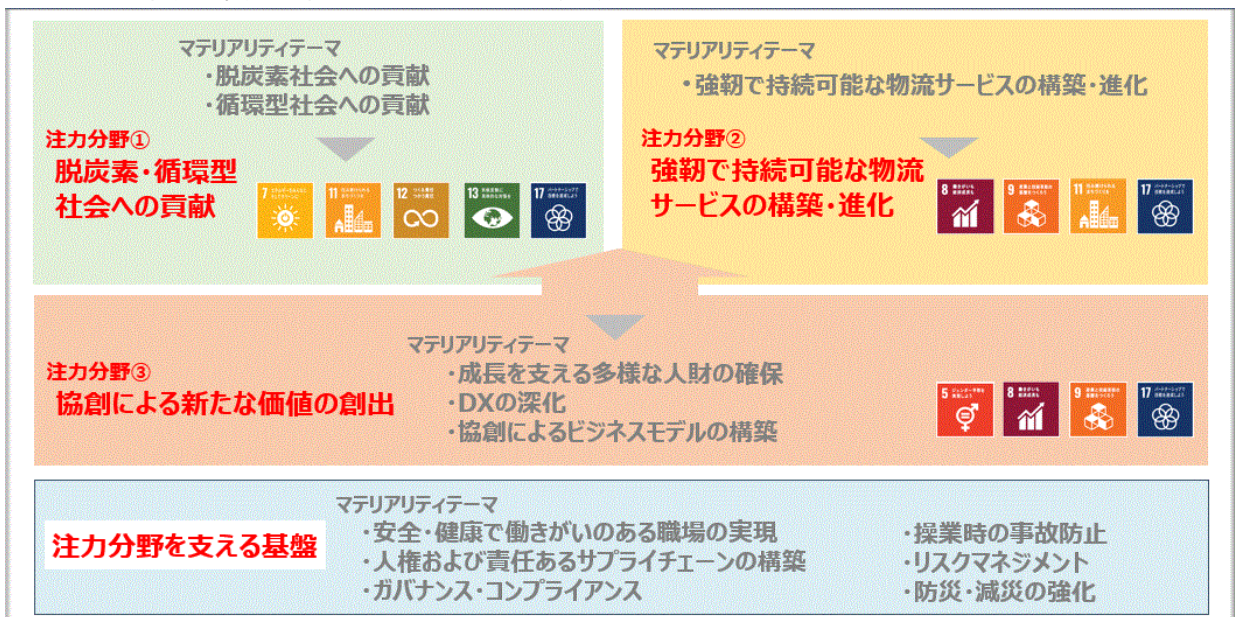 マテリアリティテーマ
・脱炭素社会への貢献
・循環型社会への貢献
注力分野①
脱炭素・循環型
社会への貢献
7
11
12
13
17
マテリアリティテーマ
・強靭で持続可能な物流サービスの構築・進化
注力分野②
強靭で持続可能な物流
サービスの構築・進化
8
9
11
17
マテリアリティテーマ
・成長を支える多様な人財の確保
・DXの深化
・協創によるビジネスモデルの構築
注力分野③
協創による新たな価値の創出
5
8
9
17
注力分野を支える基盤
マテリアリティテーマ
・安全・健康で働きがいのある職場の実現
・人権および責任あるサプライチェーンの構築
・ガバナンス・コンプライアンス
・操業時の事故防止
・リスクマネジメント
・防災・減災の強化